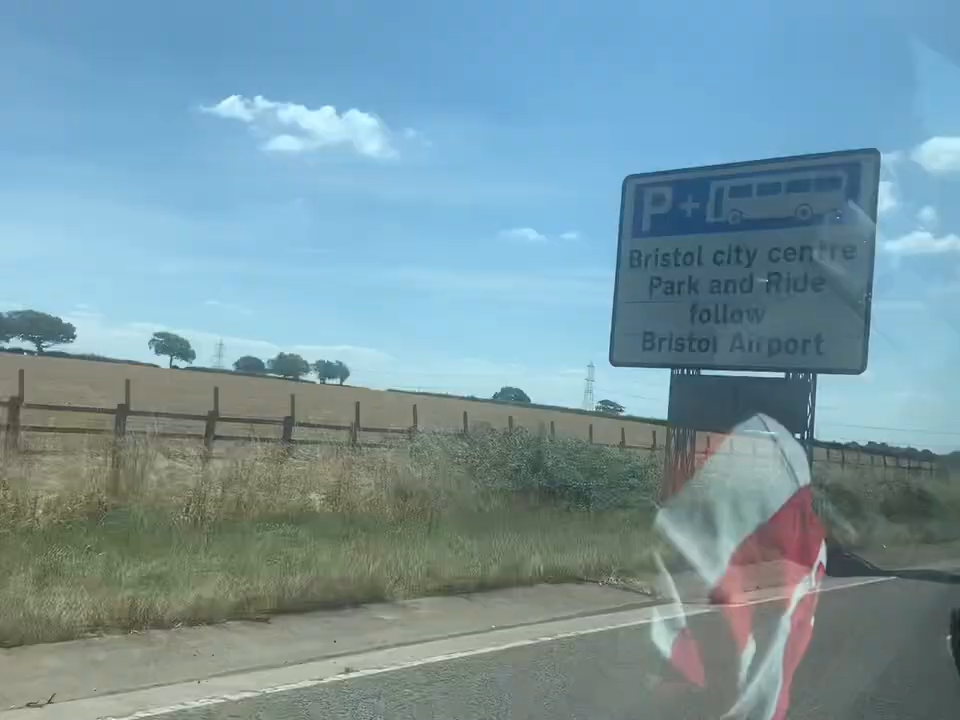 P+
Bristol city centre
Park and Ride
follow
Bristol Airport